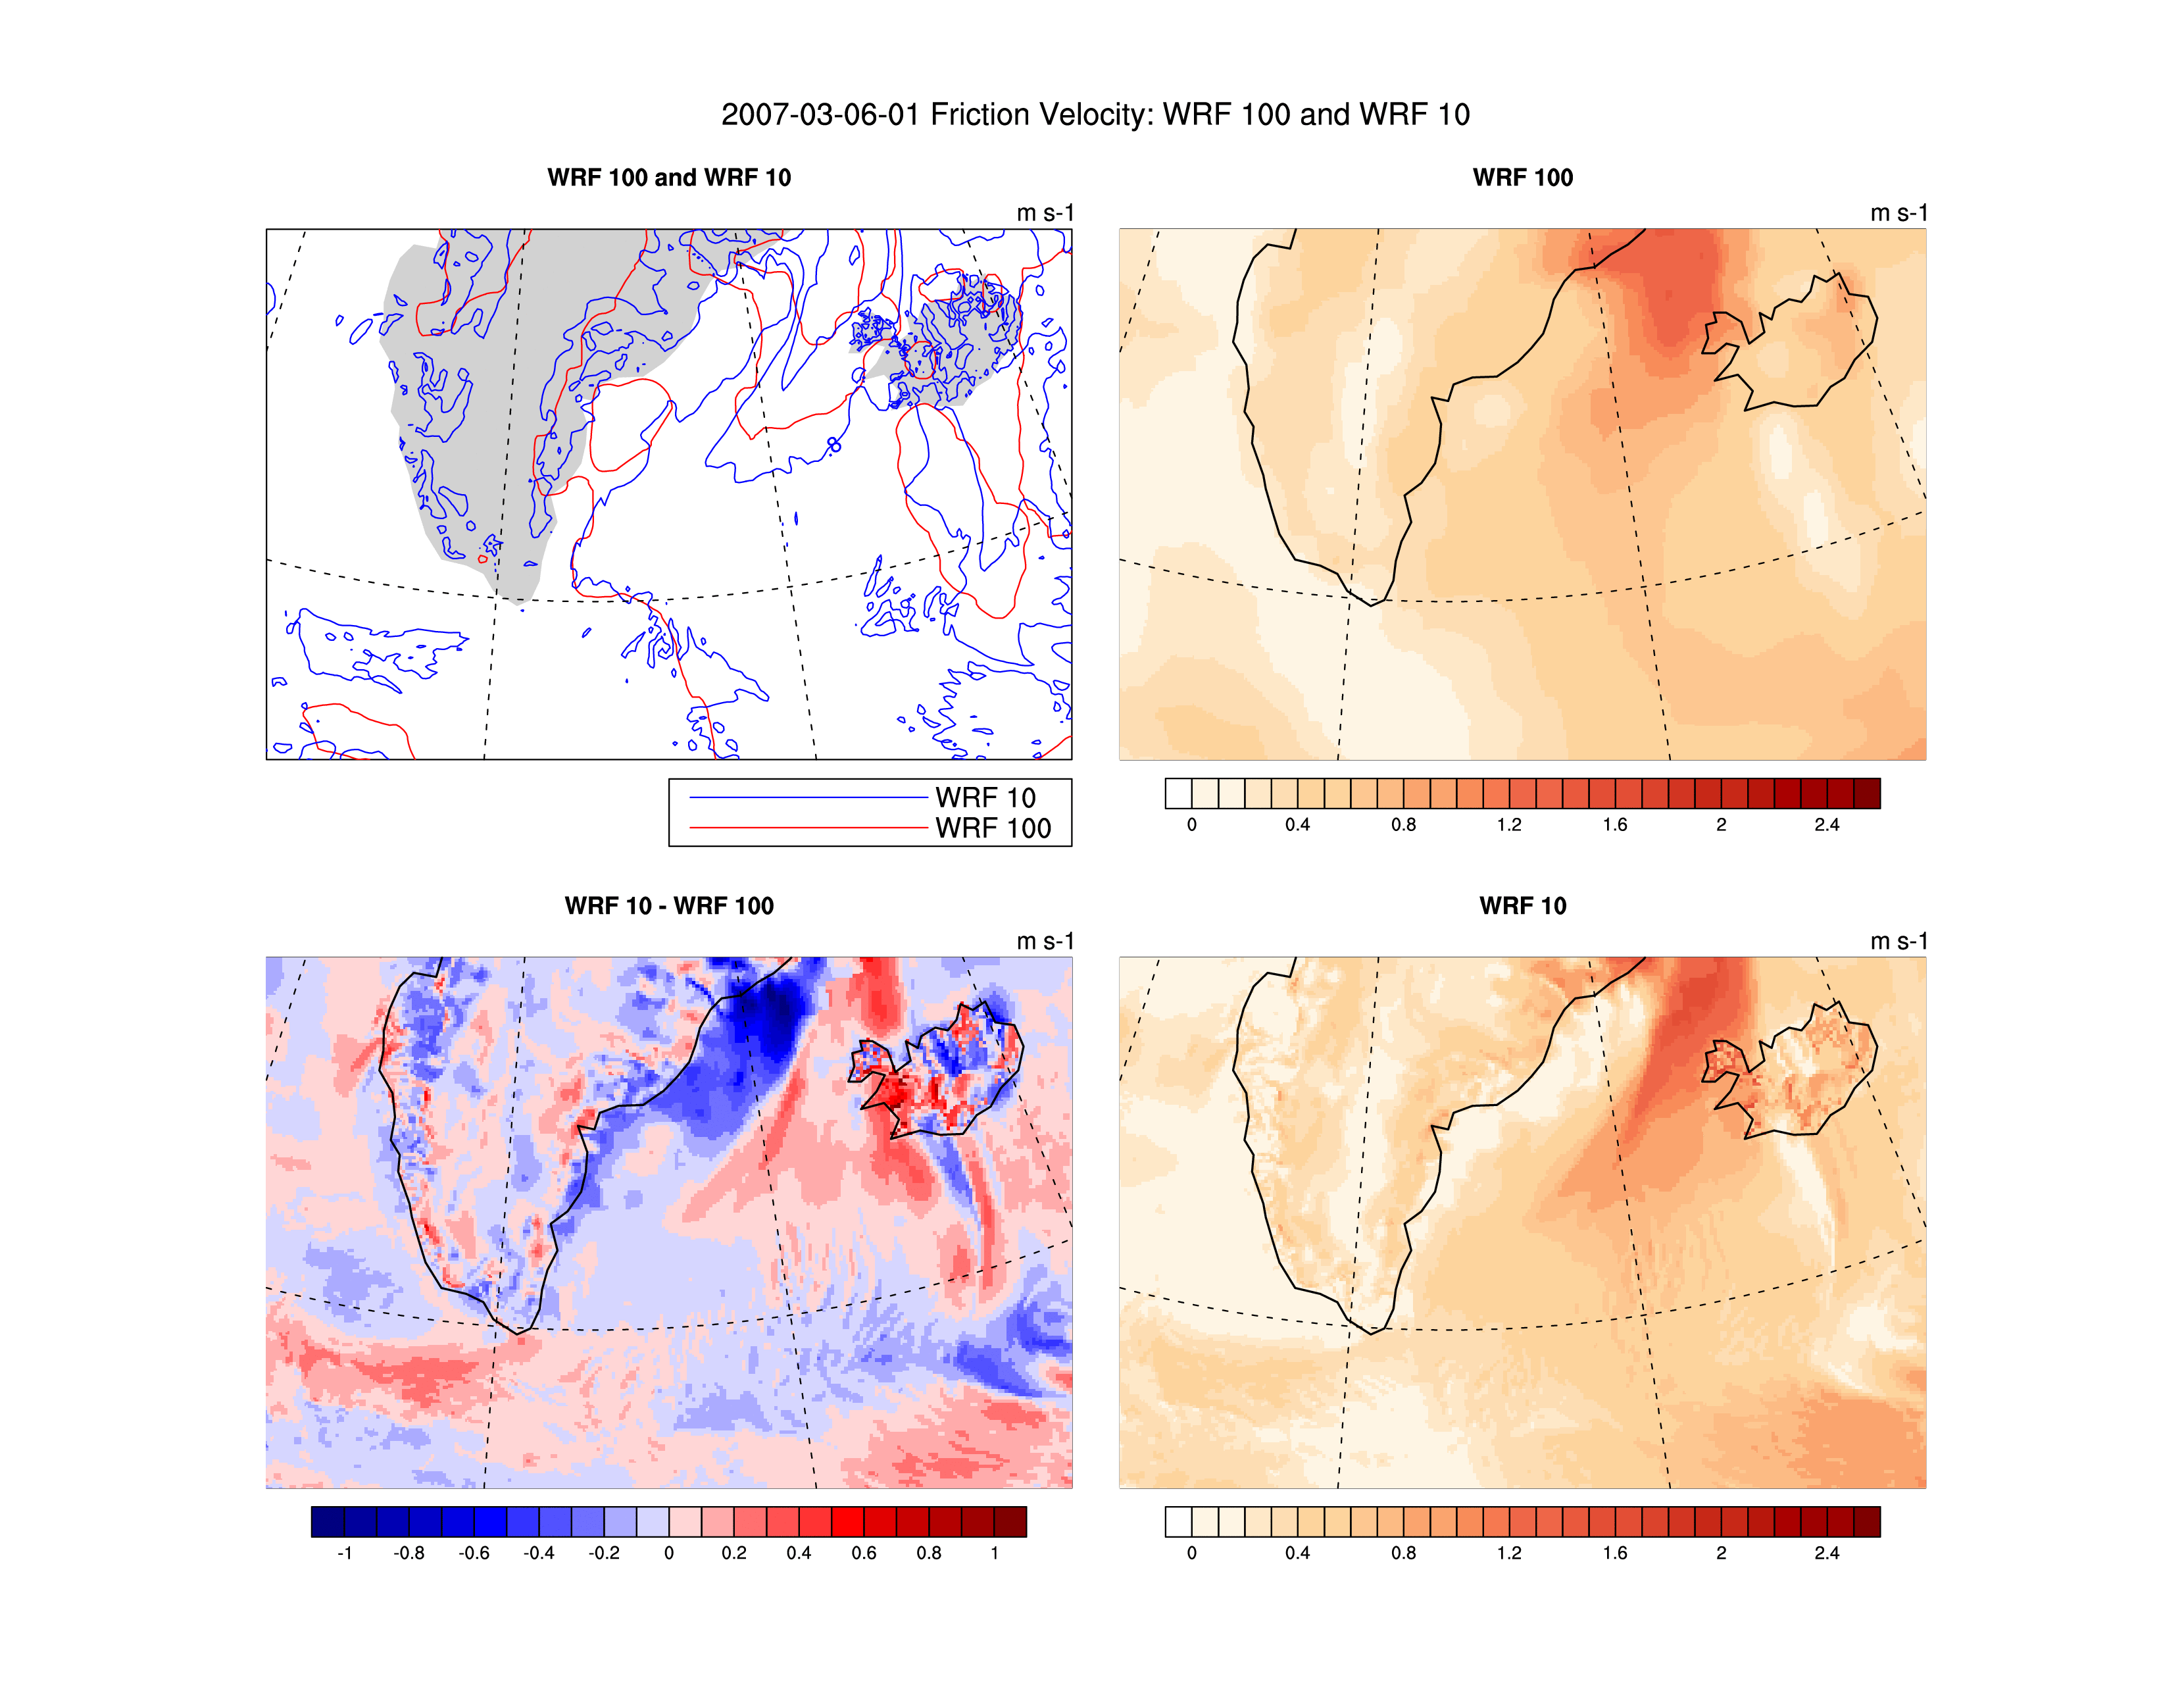 2007-03-06-01 Friction Velocity: WRF 100 and WRF 10
WRF 100 and WRF 10
m s-1
.8
WRF 10
WRF 100
WRF 100
m s-1
0 0.4 0.8 1.2 1.6 2 2.4
WRF 10 - WRF 100
m s-1
-1 -0.8 -0.6 -0.4 -0.2 0 0.2 0.4 0.6 0.8 1
WRF 10
m s-1
0 0.4 0.8 1.2 1.6 2 2.4